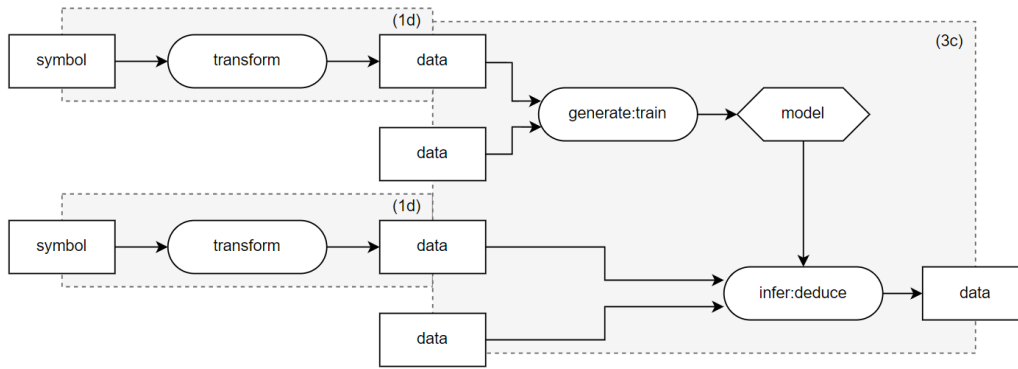 (1d)
(3c)
symbol
transform
data
generate:train
model
data
(1d)
symbol
transform
data
infer:deduce
data
data